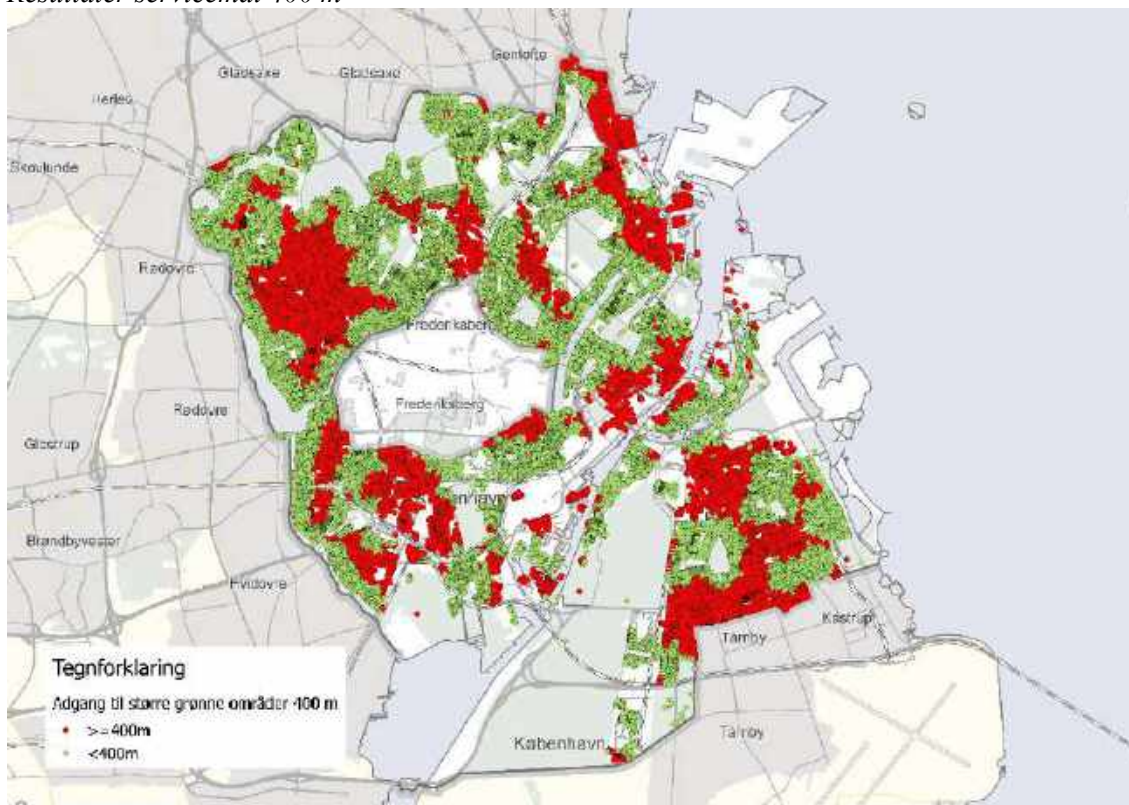 Resultater servicemål 400 m
Gentofte
Gladsaxe
Gladsaxe
Herlev
Skovlunde
Rødovre
Frederiksberg
Rødovre
Frederiksberg
Glostrup
København
Brøndbyvester
Hvidovre
Kastrup
Tårnby
Tegnforklaring
Adgang til større grønne områder 400 m
>=400m
<400m
København
Tårnby